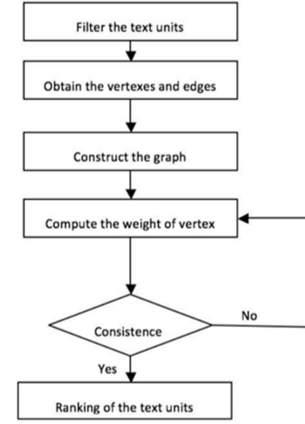 Filter the text units
Obtain the vertexes and edges
Construct the graph
Compute the weight of vertex
No
Consistence
Yes
Ranking of the text units